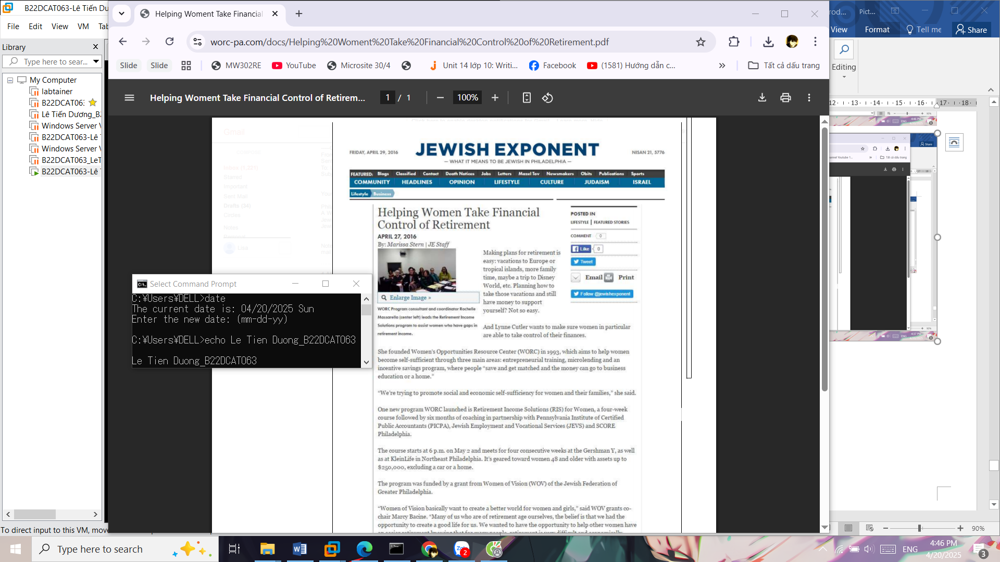 B22DCAT063-Lê Tiến Dư
File Edit View VM Tab
Library
Type here to sear...
My Computer
labtainer
B22DCAT06:
Lê Tiến Dương_B2
Windows Server V
B22DCAT063-Lê T
Windows Server V
B22DCAT063_LeT
B22DCAT063-Lê T
To direct input to this VM, move
Helping Woment Take Financial
worc-pa.com/docs/Helping%20Woment%20Take%20Financial%20Control%20of%20Retirement.pdf
Slide Slide MW302RE YouTube Microsite 30/4 Unit 14 lớp 10: Writi... Facebook (1581) Hướng dẫn c... » Tất cả dấu trang
Helping Woment Take Financial Control of Retirem... 1 / 1 100%
Gmail
Inbox (1,221)
Starred
Important
Sent Mail
Drafts (34)
Circles
Notes
Lisa
FRIDAY, APRIL 29, 2016
JEWISH EXPONENT
NISAN 21, 5776
— WHAT IT MEANS TO BE JEWISH IN PHILADELPHIA —
FEATURED: Blogs Classified Contact Death Notices Jobs Letters Mazel Tov Newsmakers Obits Publications Sports
COMMUNITY HEADLINES OPINION LIFESTYLE CULTURE JUDAISM ISRAEL
Lifestyle Business
Helping Women Take Financial
Control of Retirement
APRIL 27, 2016
By: Marissa Stern | JE Staff
Enlarge Image »
WORC Program consultant and coordinator Rochelle
Massarella (center left) leads the Retirement Income
Solutions program to assist women who have gaps in
retirement income.
Making plans for retirement is
easy: vacations to Europe or
tropical islands, more family
time, maybe a trip to Disney
World, etc. Planning how to
take those vacations and still
have money to support
yourself? Not so easy.
And Lynne Cutler wants to make sure women in particular
are able to take control of their finances.
POSTED IN
LIFESTYLE | FEATURED STORIES
COMMENT 0
Like 0
Tweet
Email Print
Follow @jewishexponent
She founded Women's Opportunities Resource Center (WORC) in 1993, which aims to help women
become self-sufficient through three main areas: entrepreneurial training, microlending and an
incentive savings program, where people “save and get matched and the money can go to business
education or a home.”
“We're trying to promote social and economic self-sufficiency for women and their families,” she said.
One new program WORC launched is Retirement Income Solutions (RIS) for Women, a four-week
course followed by six months of coaching in partnership with Pennsylvania Institute of Certified
Public Accountants (PICPA), Jewish Employment and Vocational Services (JEVS) and SCORE
Philadelphia.
The course starts at 6 p.m. on May 2 and meets for four consecutive weeks at the Gershman Y, as well
as at KleinLife in Northeast Philadelphia. It's geared toward women 48 and older with assets up to
$250,000, excluding a car or a home.
The program was funded by a grant from Women of Vision (WOV) of the Jewish Federation of
Greater Philadelphia.
“Women of Vision basically want to create a better world for women and girls,” said WOV grants co-
chair Marcy Bacine. “Many of us who are of retirement age ourselves, the belief is that we had the
opportunity to create a good life for us. We wanted to have the opportunity to help other women have
Select Command Prompt
C:¥Users¥DELL>date
The current date is: 04/20/2025 Sun
Enter the new date: (mm-dd-yy)
C:¥Users¥DELL>echo Le Tien Duong_B22DCAT063
Le Tien Duong_B22DCAT063
rod... Pict...
View Format Tell me Share
Editing
12 13 14 15 16 17 18
90%
Type here to search
2
ENG
4:46 PM
4/20/2025
3